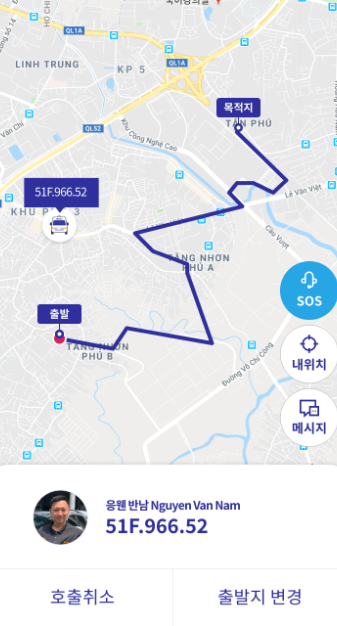 QL1A
LINH TRUNG
KP 5
QL1A
목적지
TÂN PHÚ
QL52
Khu Công Nghệ Cao
51F.966.52
KHU PHỐ 3
Lê Văn Việt
Cầu Vượt
TĂNG NHƠN
PHÚ A
SOS
출발
TĂNG NHƠN
PHÚ B
Đường Võ Chí Công
내위치
메시지
응웬 반남 Nguyen Van Nam
51F.966.52
호출취소
출발지 변경